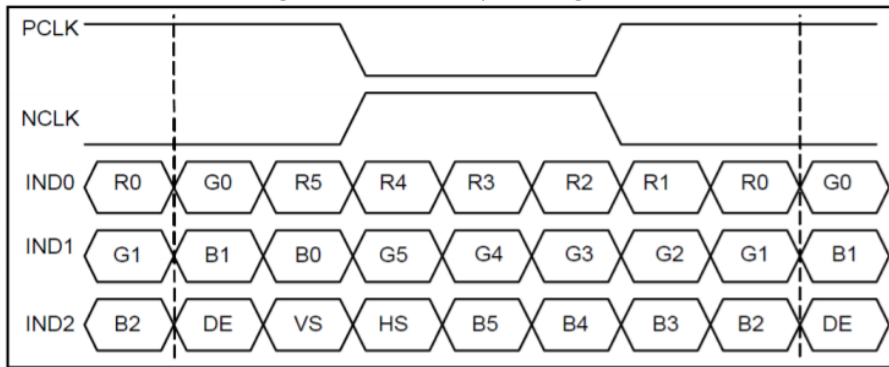 PCLK
NCLK
IND0 R0 G0 R5 R4 R3 R2 R1 R0 G0
IND1 G1 B1 B0 G5 G4 G3 G2 G1 B1
IND2 B2 DE VS HS B5 B4 B3 B2 DE